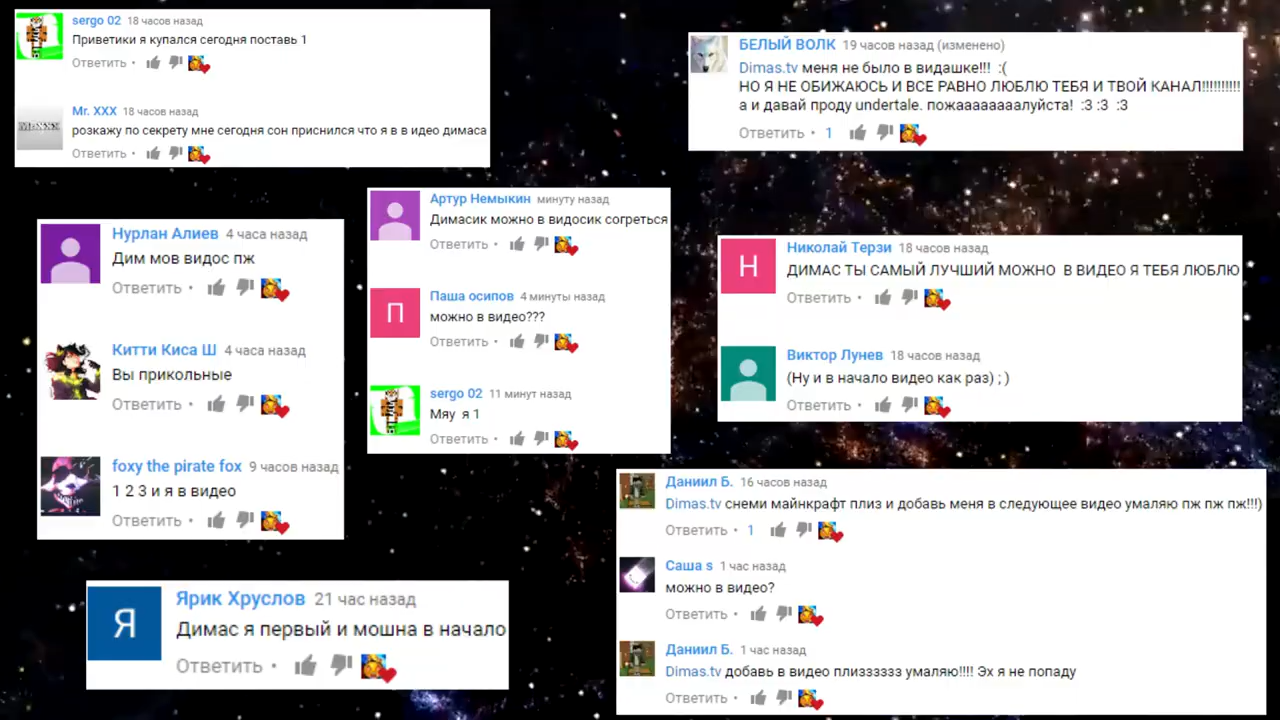 sergo 02 18 часов назад
Приветики я купался сегодня поставь 1
Ответить
Mr. XXX 18 часов назад
MR.XXX
розкажу по секрету мне сегодня сон приснился что я в в идео димаса
Ответить
БЕЛЫЙ ВОЛК 19 часов назад (изменено)
Dimas.tv меня не было в видашке!!! :(
НО Я НЕ ОБИЖАЮСЬ И ВСЕ РАВНО ЛЮБЛЮ ТЕБЯ И ТВОЙ КАНАЛ!!!!!!!!!!
а и давай проду undertale. пожаааааааалуйста! :3 :3 :3
Ответить 1
Нурлан Алиев 4 часа назад
Дим мов видос пж
Ответить
Китти Киса Ш 4 часа назад
Вы прикольные
Ответить
foxy the pirate fox 9 часов назад
1 2 3 и я в видео
Ответить
Артур Немыкин минуту назад
Димасик можно в видосик согреться
Ответить
П
Паша осипов 4 минуты назад
можно в видео???
Ответить
sergo 02 11 минут назад
Мяу я 1
Ответить
Н
Николай Терзи 18 часов назад
ДИМАС ТЫ САМЫЙ ЛУЧШИЙ МОЖНО В ВИДЕО Я ТЕБЯ ЛЮБЛЮ
Ответить
Виктор Лунев 18 часов назад
(Ну и в начало видео как раз) ; )
Ответить
Я
Ярик Хруслов 21 час назад
Димас я первый и мошна в начало
Ответить
Даниил Б. 16 часов назад
Dimas.tv снеми майнкрафт плиз и добавь меня в следующее видео умаляю пж пж пж!!!)
Ответить 1
Саша s 1 час назад
можно в видео?
Ответить
Даниил Б. 1 час назад
Dimas.tv добавь в видео плизззззз умаляю!!!! Эх я не попаду
Ответить